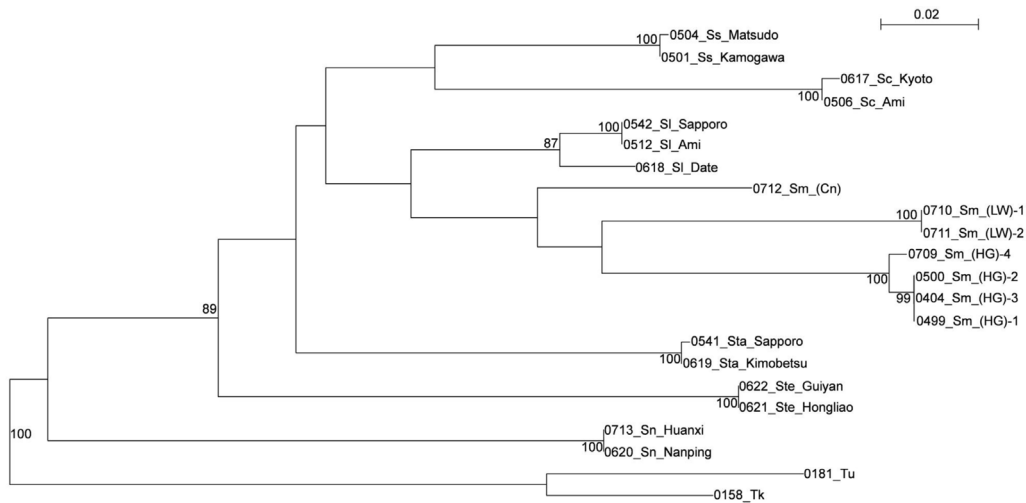 0.02
100 0504_Ss_Matsudo
0501_Ss_Kamogawa
0617_Sc_Kyoto
100 0506_Sc_Ami
100 0542_Sl_Sapporo
87 0512_Sl_Ami
0618_Sl_Date
0712_Sm_(Cn)
100 0710_Sm_(LW)-1
0711_Sm_(LW)-2
0709_Sm_(HG)-4
100 0500_Sm_(HG)-2
99 0404_Sm_(HG)-3
0499_Sm_(HG)-1
89
0541_Sta_Sapporo
100 0619_Sta_Kimobetsu
0622_Ste_Guiyan
100 0621_Ste_Hongliao
100 0713_Sn_Huanxi
100 0620_Sn_Nanping
0181_Tu
0158_Tk